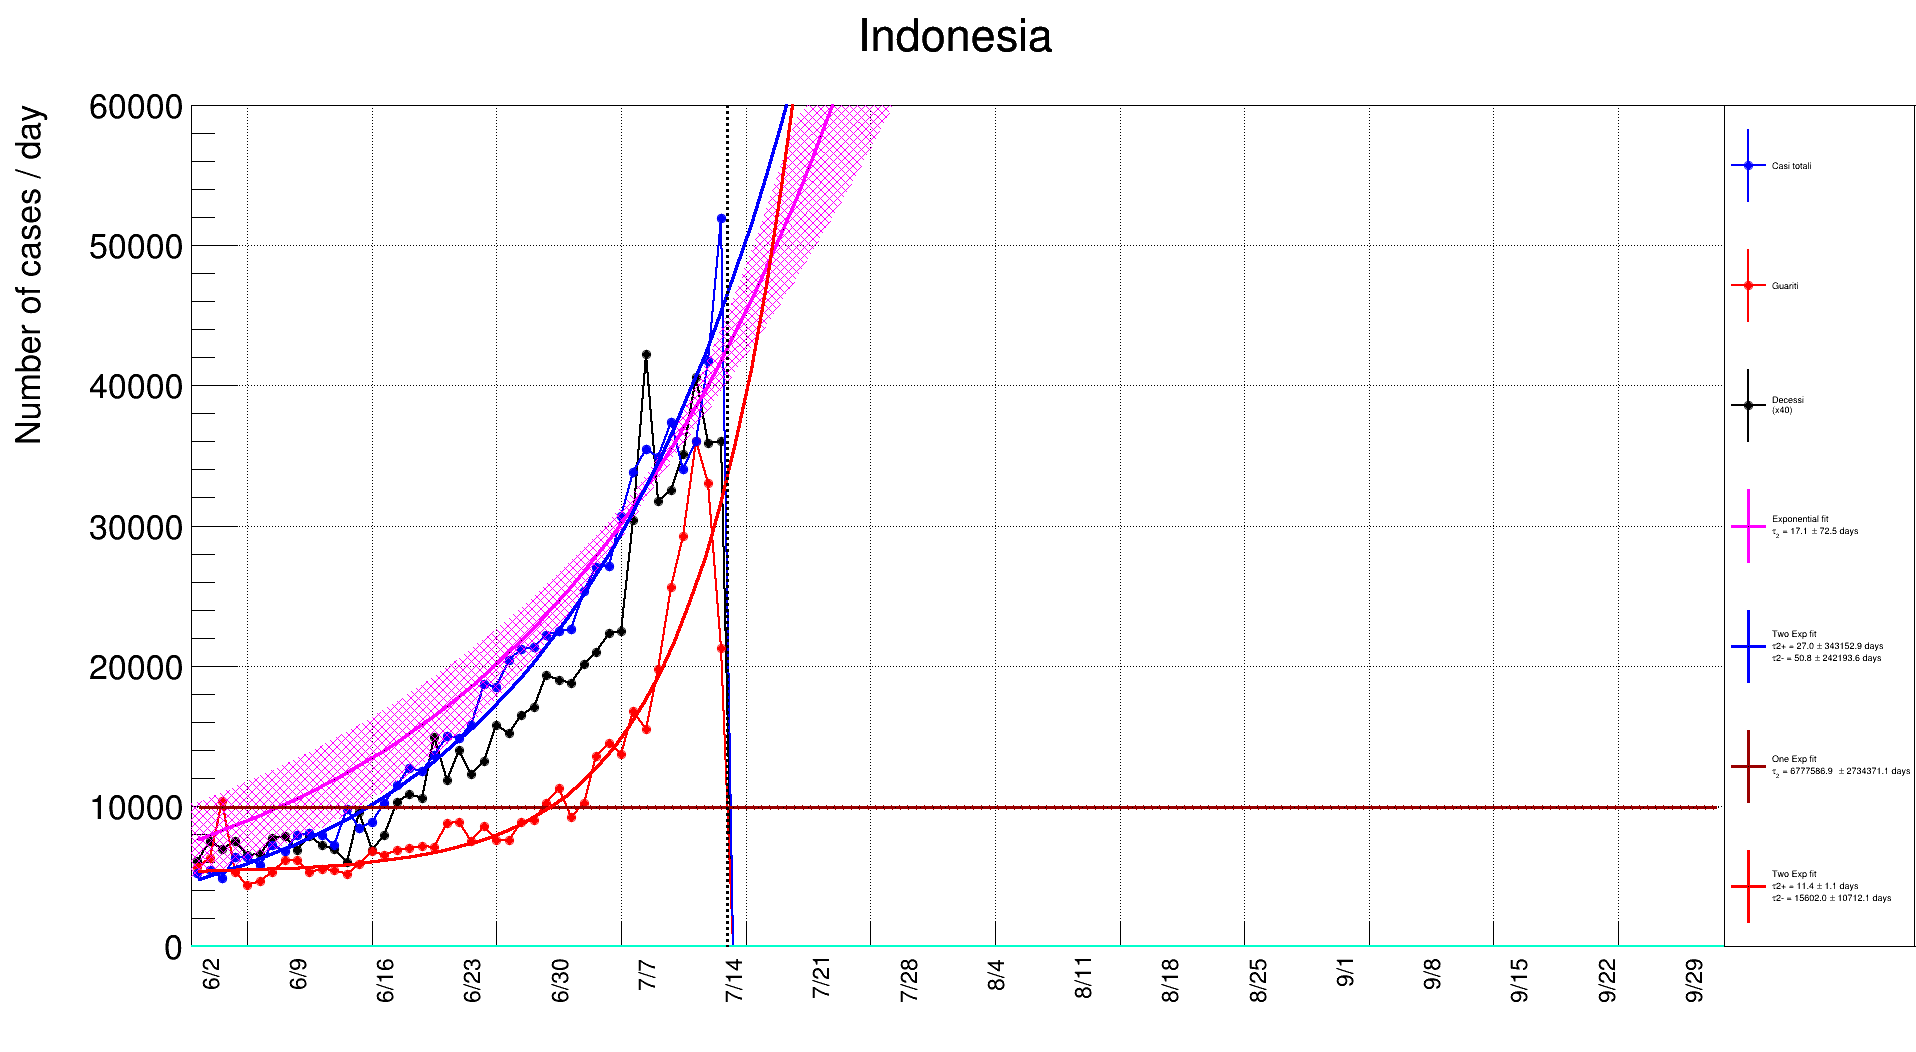 Indonesia
Number of cases / day
60000
50000
40000
30000
20000
10000
0
6/2
6/9
6/16
6/23
6/30
7/7
7/14
7/21
7/28
8/4
8/11
8/18
8/25
9/1
9/8
9/15
9/22
9/29
Casi totali
Guariti
Decessi
(x40)
Exponential fit
τ2 = 17.1 ± 72.5 days
Two Exp fit
τ2+ = 27.0 ± 343152.9 days
τ2- = 50.8 ± 242193.6 days
One Exp fit
τ2 = 6777586.9 ± 2734371.1 days
Two Exp fit
τ2+ = 11.4 ± 1.1 days
τ2- = 15602.0 ± 10712.1 days